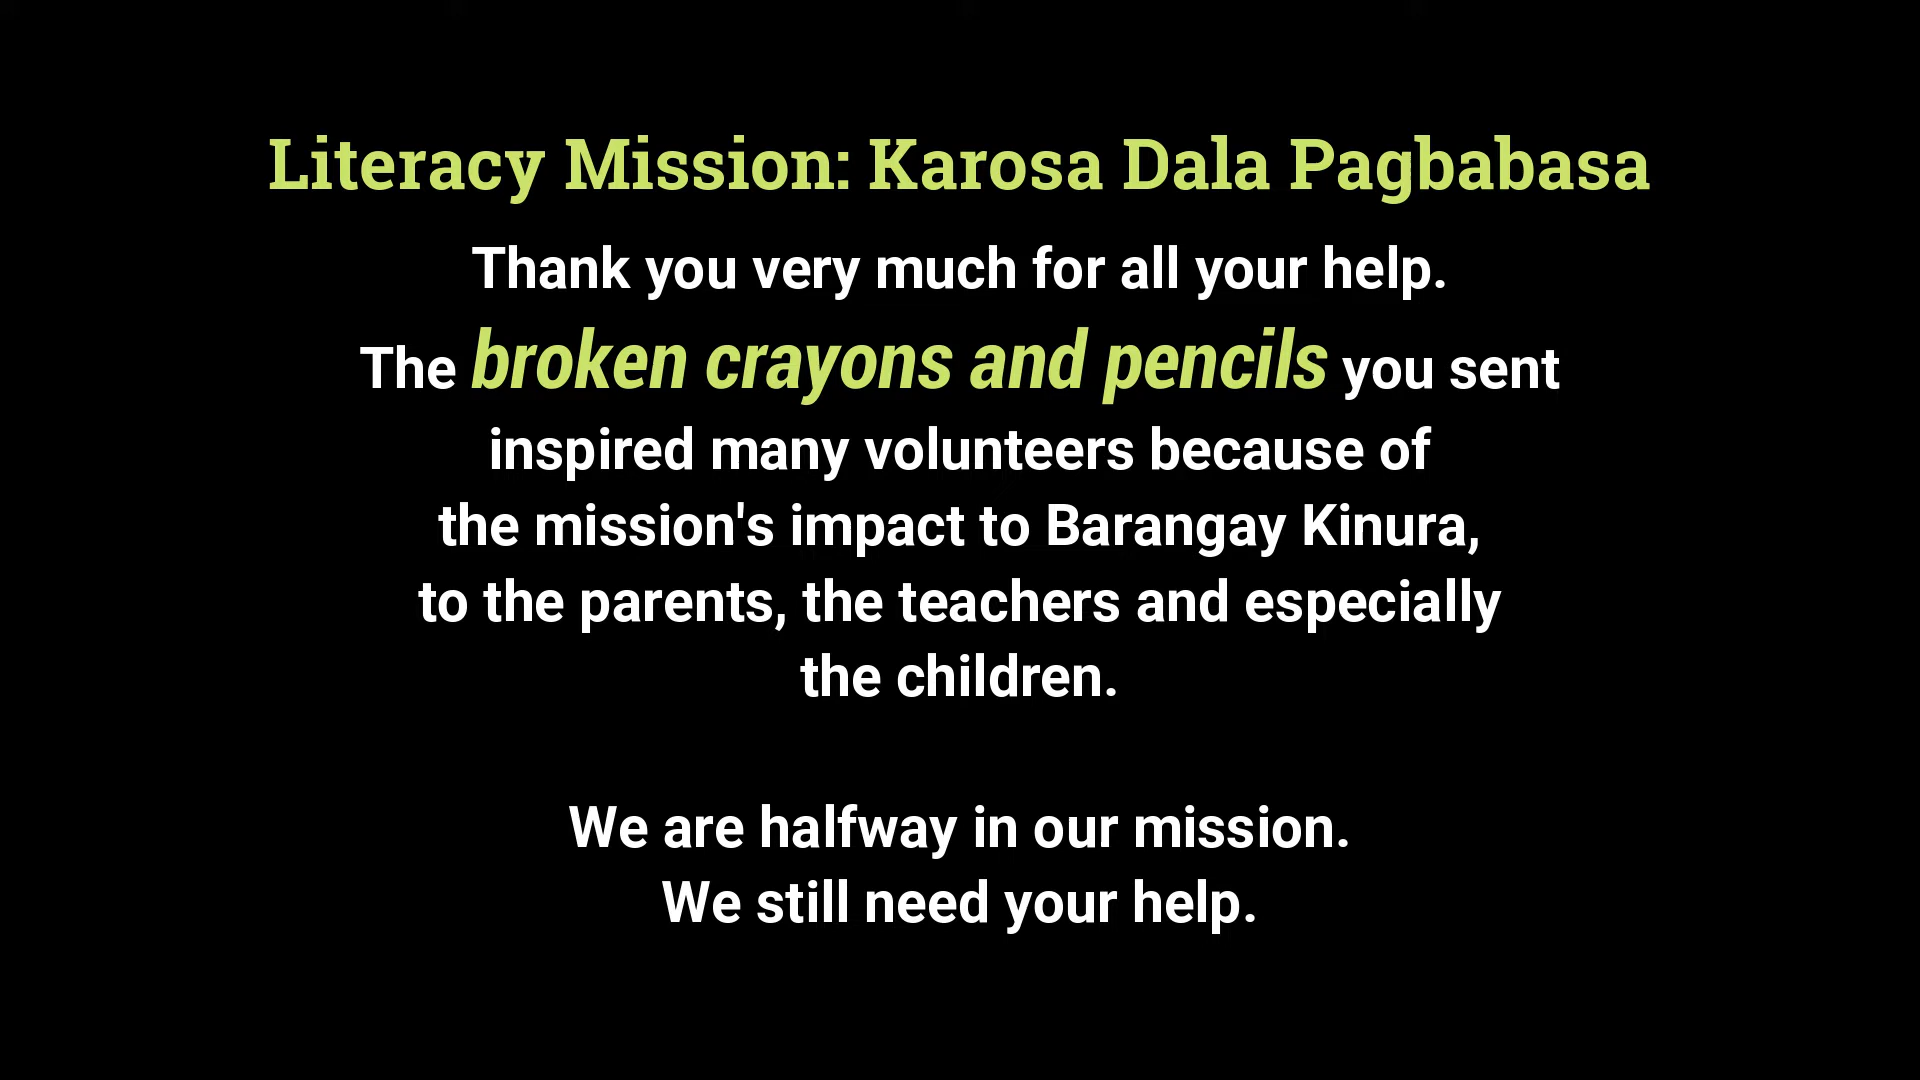 Literacy Mission: Karosa Dala Pagbabasa
Thank you very much for all your help.
The broken crayons and pencils you sent
inspired many volunteers because of
the mission's impact to Barangay Kinura,
to the parents, the teachers and especially
the children.
We are halfway in our mission.
We still need your help.